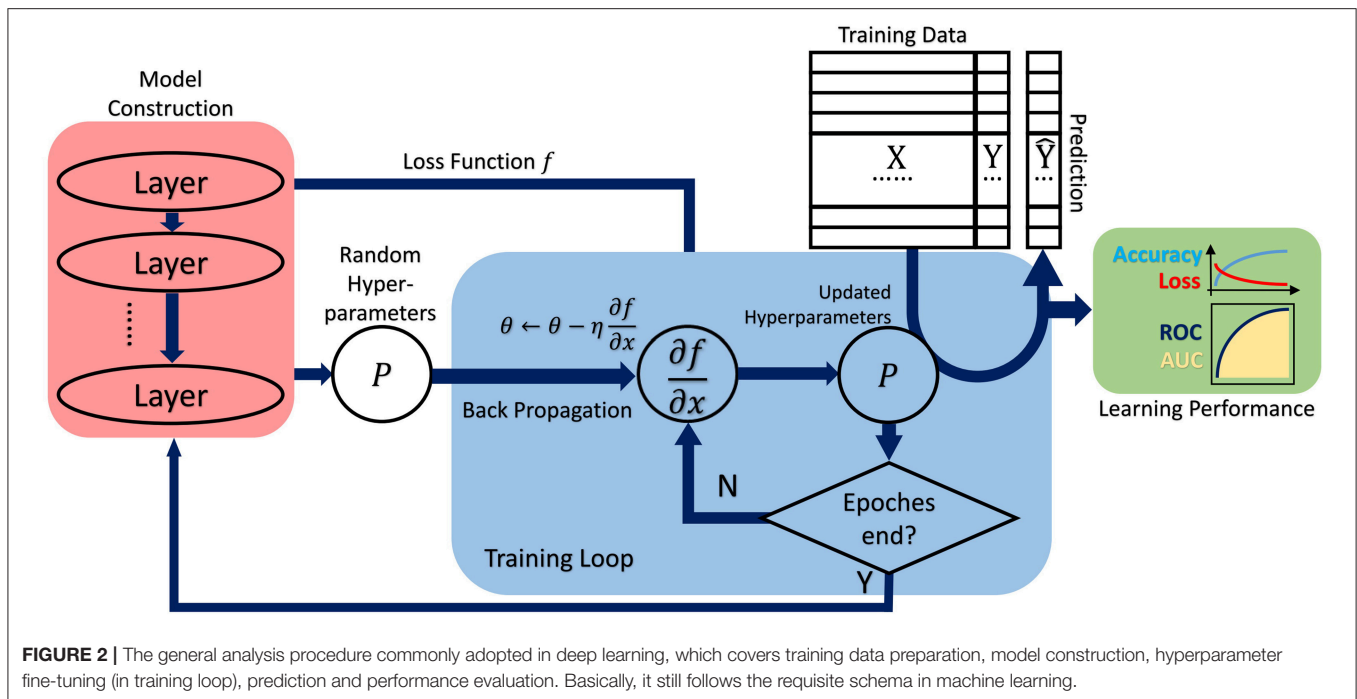 Training Data
Model
Construction
Layer
Layer
......
Layer
Loss Function f
X
......
Y
...
Ŷ
...
Prediction
Random
Hyper-
parameters
P
θ ← θ − η ∂f/∂x
Back Propagation
∂f/∂x
Updated
Hyperparameters
P
N
Epoches
end?
Y
Training Loop
Accuracy
Loss
ROC
AUC
Learning Performance
FIGURE 2 | The general analysis procedure commonly adopted in deep learning, which covers training data preparation, model construction, hyperparameter
fine-tuning (in training loop), prediction and performance evaluation. Basically, it still follows the requisite schema in machine learning.